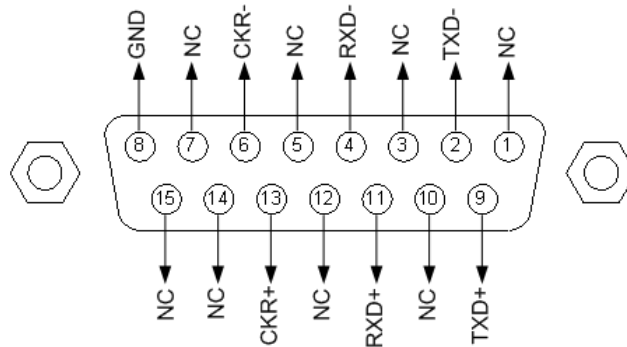 GND NC CKR- NC RXD- NC TXD- NC
8 7 6 5 4 3 2 1
15 14 13 12 11 10 9
NC NC CKR+ NC RXD+ NC TXD+